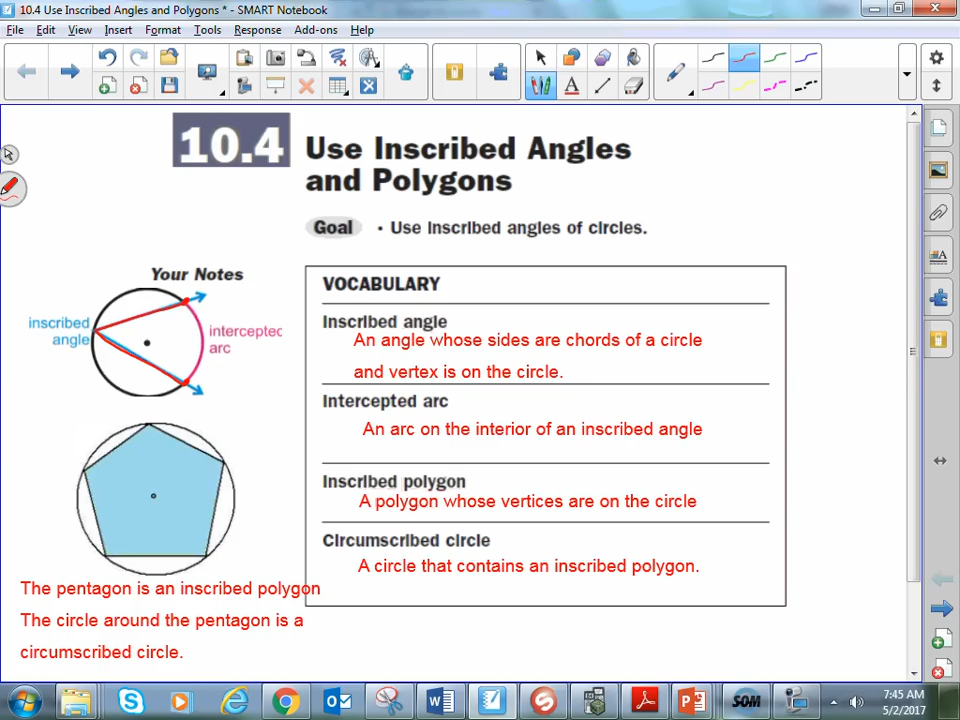 10.4 Use Inscribed Angles and Polygons * - SMART Notebook
File Edit View Insert Format Tools Response Add-ons Help
10.4 Use Inscribed Angles
and Polygons
Goal • Use inscribed angles of circles.
Your Notes
inscribed
angle
intercepted
arc
VOCABULARY
Inscribed angle
An angle whose sides are chords of a circle
and vertex is on the circle.
Intercepted arc
An arc on the interior of an inscribed angle
Inscribed polygon
A polygon whose vertices are on the circle
Circumscribed circle
A circle that contains an inscribed polygon.
The pentagon is an inscribed polygon
The circle around the pentagon is a
circumscribed circle.
SOM
7:45 AM
5/2/2017